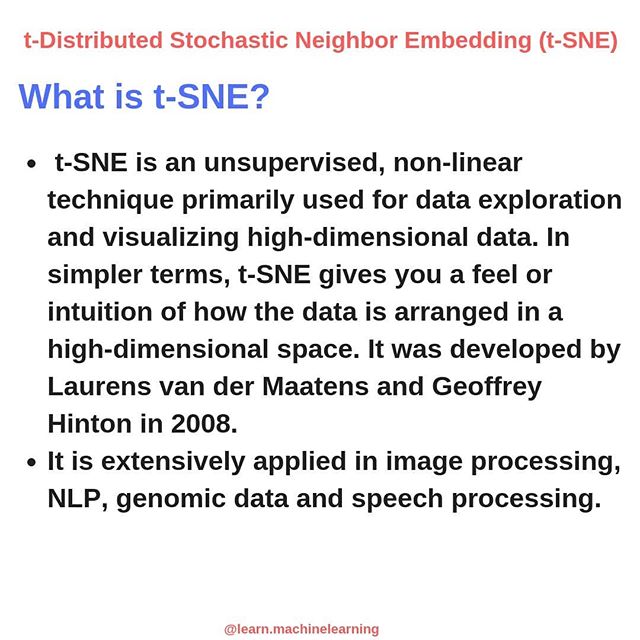 t-Distributed Stochastic Neighbor Embedding (t-SNE)
What is t-SNE?
• t-SNE is an unsupervised, non-linear
technique primarily used for data exploration
and visualizing high-dimensional data. In
simpler terms, t-SNE gives you a feel or
intuition of how the data is arranged in a
high-dimensional space. It was developed by
Laurens van der Maatens and Geoffrey
Hinton in 2008.
• It is extensively applied in image processing,
NLP, genomic data and speech processing.
@learn.machinelearning